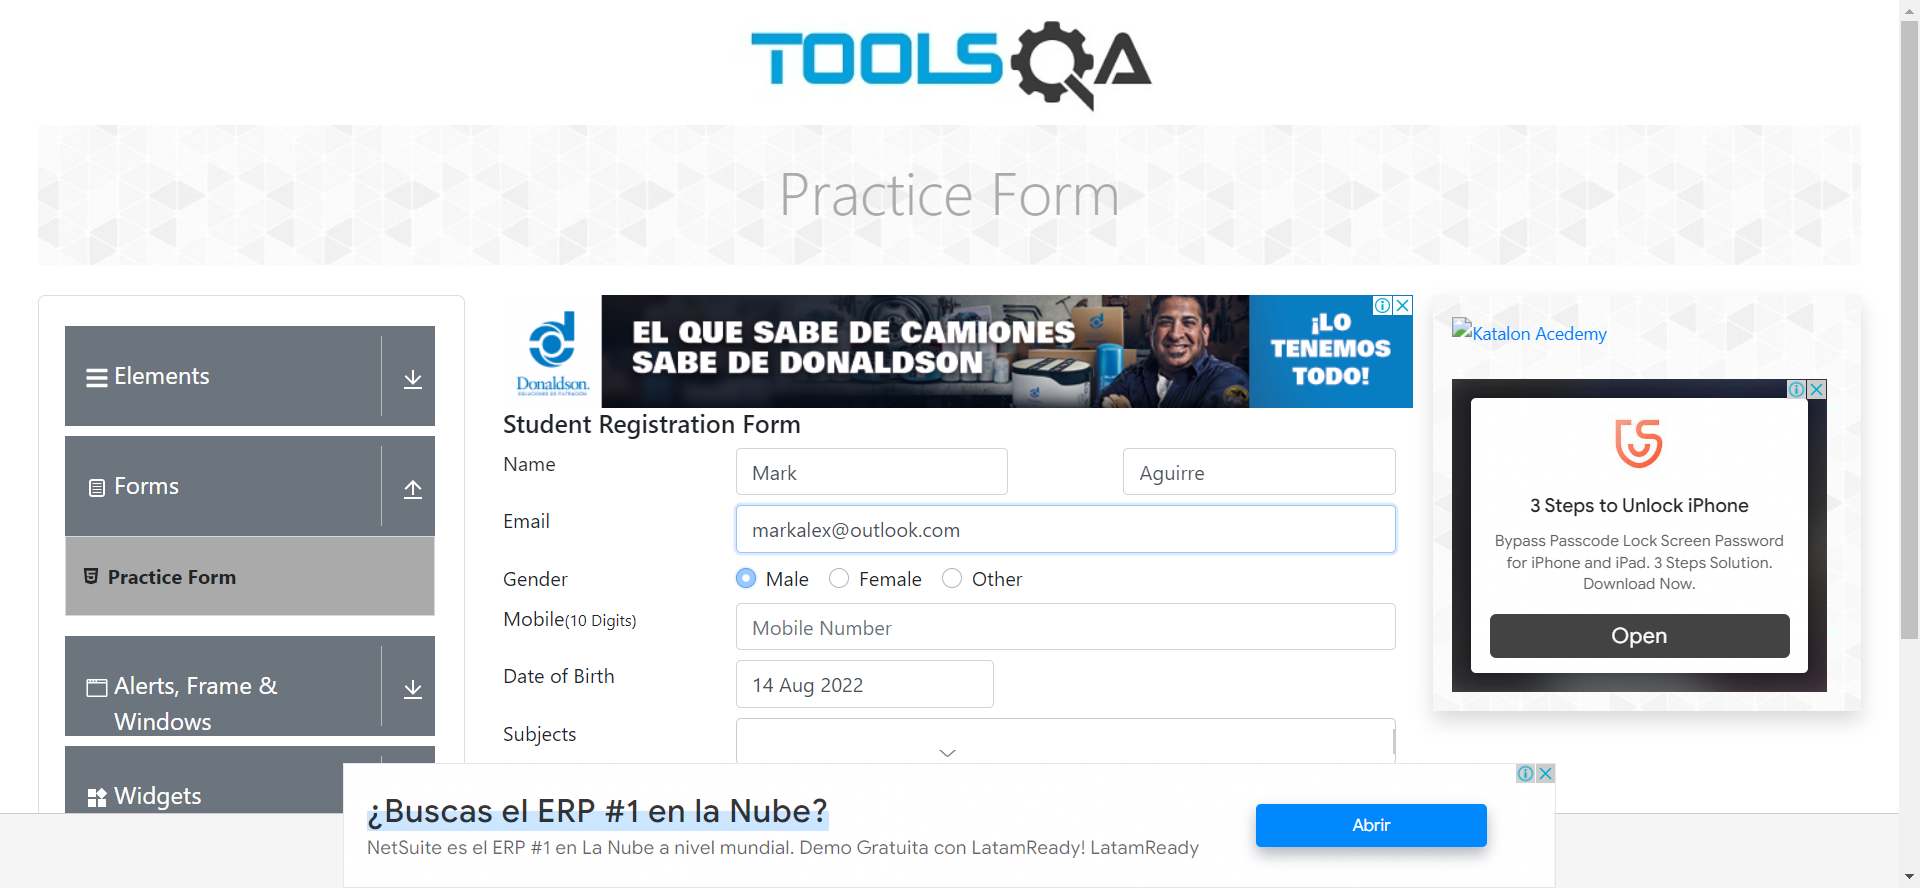 TOOLSQA
Practice Form
Elements
Forms
Practice Form
Alerts, Frame &
Windows
Widgets
Donaldson.
SOLUCIONES DE FILTRACIÓN
EL QUE SABE DE CAMIONES
SABE DE DONALDSON
¡LO
TENEMOS
TODO!
Student Registration Form
Name
Mark
Aguirre
Email
markalex@outlook.com
Gender
Male
Female
Other
Mobile(10 Digits)
Mobile Number
Date of Birth
14 Aug 2022
Subjects
Katalon Acedemy
3 Steps to Unlock iPhone
Bypass Passcode Lock Screen Password
for iPhone and iPad. 3 Steps Solution.
Download Now.
Open
¿Buscas el ERP #1 en la Nube?
NetSuite es el ERP #1 en La Nube a nivel mundial. Demo Gratuita con LatamReady! LatamReady
Abrir